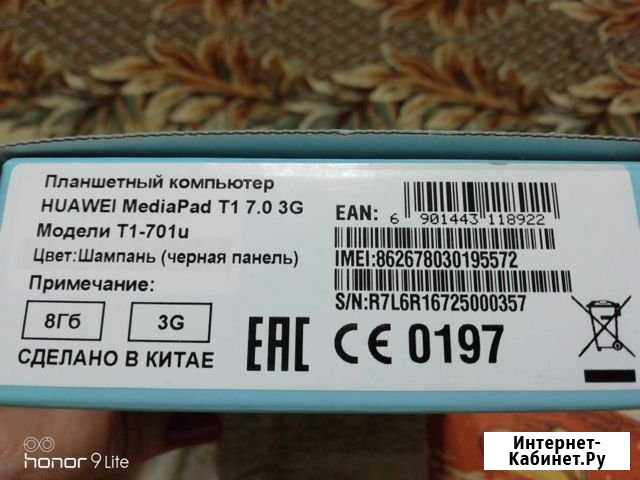 Планшетный компьютер
HUAWEI MediaPad T1 7.0 3G
Модели T1-701u
Цвет:Шампань (черная панель)
Примечание:
8Гб 3G
СДЕЛАНО В КИТАЕ
EAN: 6 901443 118922
IMEI:862678030195572
S/N:R7L6R16725000357
EAC CE 0197
honor 9 Lite
Интернет-
Кабинет.Ру